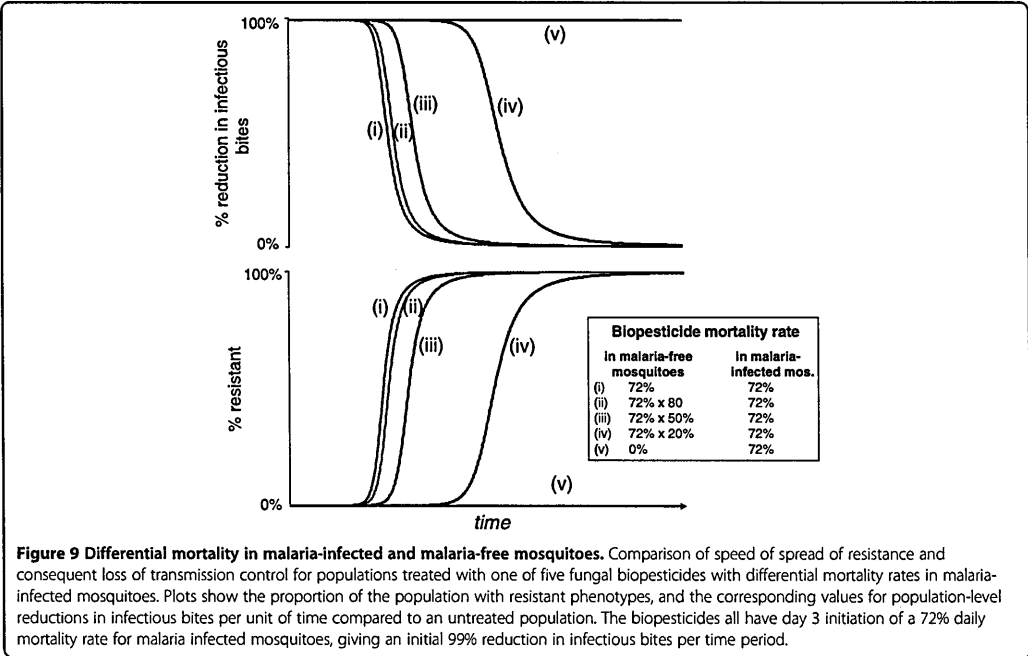 100%
(v)
% reduction in infectious
bites
(iii)
(iv)
(i)
(ii)
0%
100%
(i)
(ii)
(iii)
(iv)
% resistant
Biopesticide mortality rate
in malaria-free
mosquitoes
in malaria-
infected mos.
(i) 72% 72%
(ii) 72% x 80 72%
(iii) 72% x 50% 72%
(iv) 72% x 20% 72%
(v) 0% 72%
(v)
0%
time
Figure 9 Differential mortality in malaria-infected and malaria-free mosquitoes. Comparison of speed of spread of resistance and
consequent loss of transmission control for populations treated with one of five fungal biopesticides with differential mortality rates in malaria-
infected mosquitoes. Plots show the proportion of the population with resistant phenotypes, and the corresponding values for population-level
reductions in infectious bites per unit of time compared to an untreated population. The biopesticides all have day 3 initiation of a 72% daily
mortality rate for malaria infected mosquitoes, giving an initial 99% reduction in infectious bites per time period.